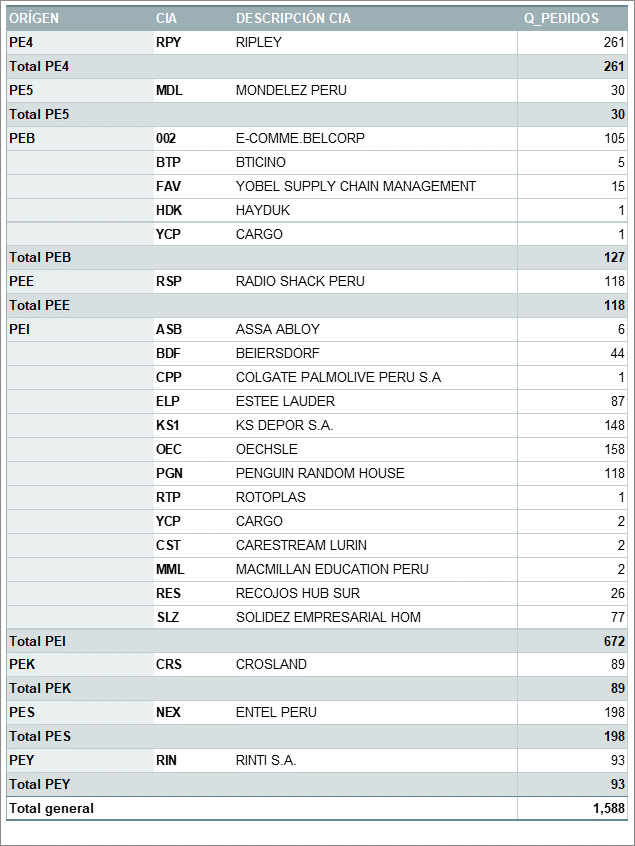 ORÍGEN CIA DESCRIPCIÓN CIA Q_PEDIDOS
PE4 RPY RIPLEY 261
Total PE4 261
PE5 MDL MONDELEZ PERU 30
Total PE5 30
PEB 002 E-COMME.BELCORP 105
BTP BTICINO 5
FAV YOBEL SUPPLY CHAIN MANAGEMENT 15
HDK HAYDUK 1
YCP CARGO 1
Total PEB 127
PEE RSP RADIO SHACK PERU 118
Total PEE 118
PEI ASB ASSA ABLOY 6
BDF BEIERSDORF 44
CPP COLGATE PALMOLIVE PERU S.A 1
ELP ESTEE LAUDER 87
KS1 KS DEPOR S.A. 148
OEC OECHSLE 158
PGN PENGUIN RANDOM HOUSE 118
RTP ROTOPLAS 1
YCP CARGO 2
CST CARESTREAM LURIN 2
MML MACMILLAN EDUCATION PERU 2
RES RECOJOS HUB SUR 26
SLZ SOLIDEZ EMPRESARIAL HOM 77
Total PEI 672
PEK CRS CROSLAND 89
Total PEK 89
PES NEX ENTEL PERU 198
Total PES 198
PEY RIN RINTI S.A. 93
Total PEY 93
Total general 1,588